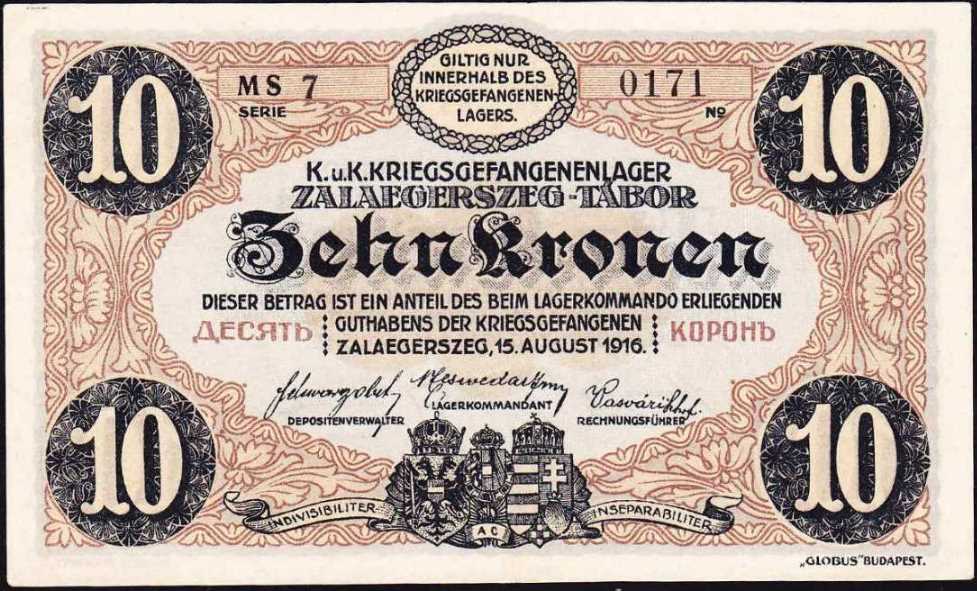 10
MS 7
SERIE
GILTIG NUR
INNERHALB DES
KRIEGSGEFANGENEN-
LAGERS.
0171
Nº
10
K. u. K. KRIEGSGEFANGENENLAGER
ZALAEGERSZEG-TÁBOR
Zehn Kronen
DIESER BETRAG IST EIN ANTEIL DES BEIM LAGERKOMMANDO ERLIEGENDEN
ДЕСЯТЬ GUTHABENS DER KRIEGSGEFANGENEN КОРОНЪ
ZALAEGERSZEG, 15. AUGUST 1916.
DEPOSITENVERWALTER
LAGERKOMMANDANT
RECHNUNGSFÜHRER
10
10
INDIVISIBILITER
AC
INSEPARABILITER
„GLOBUS" BUDAPEST.